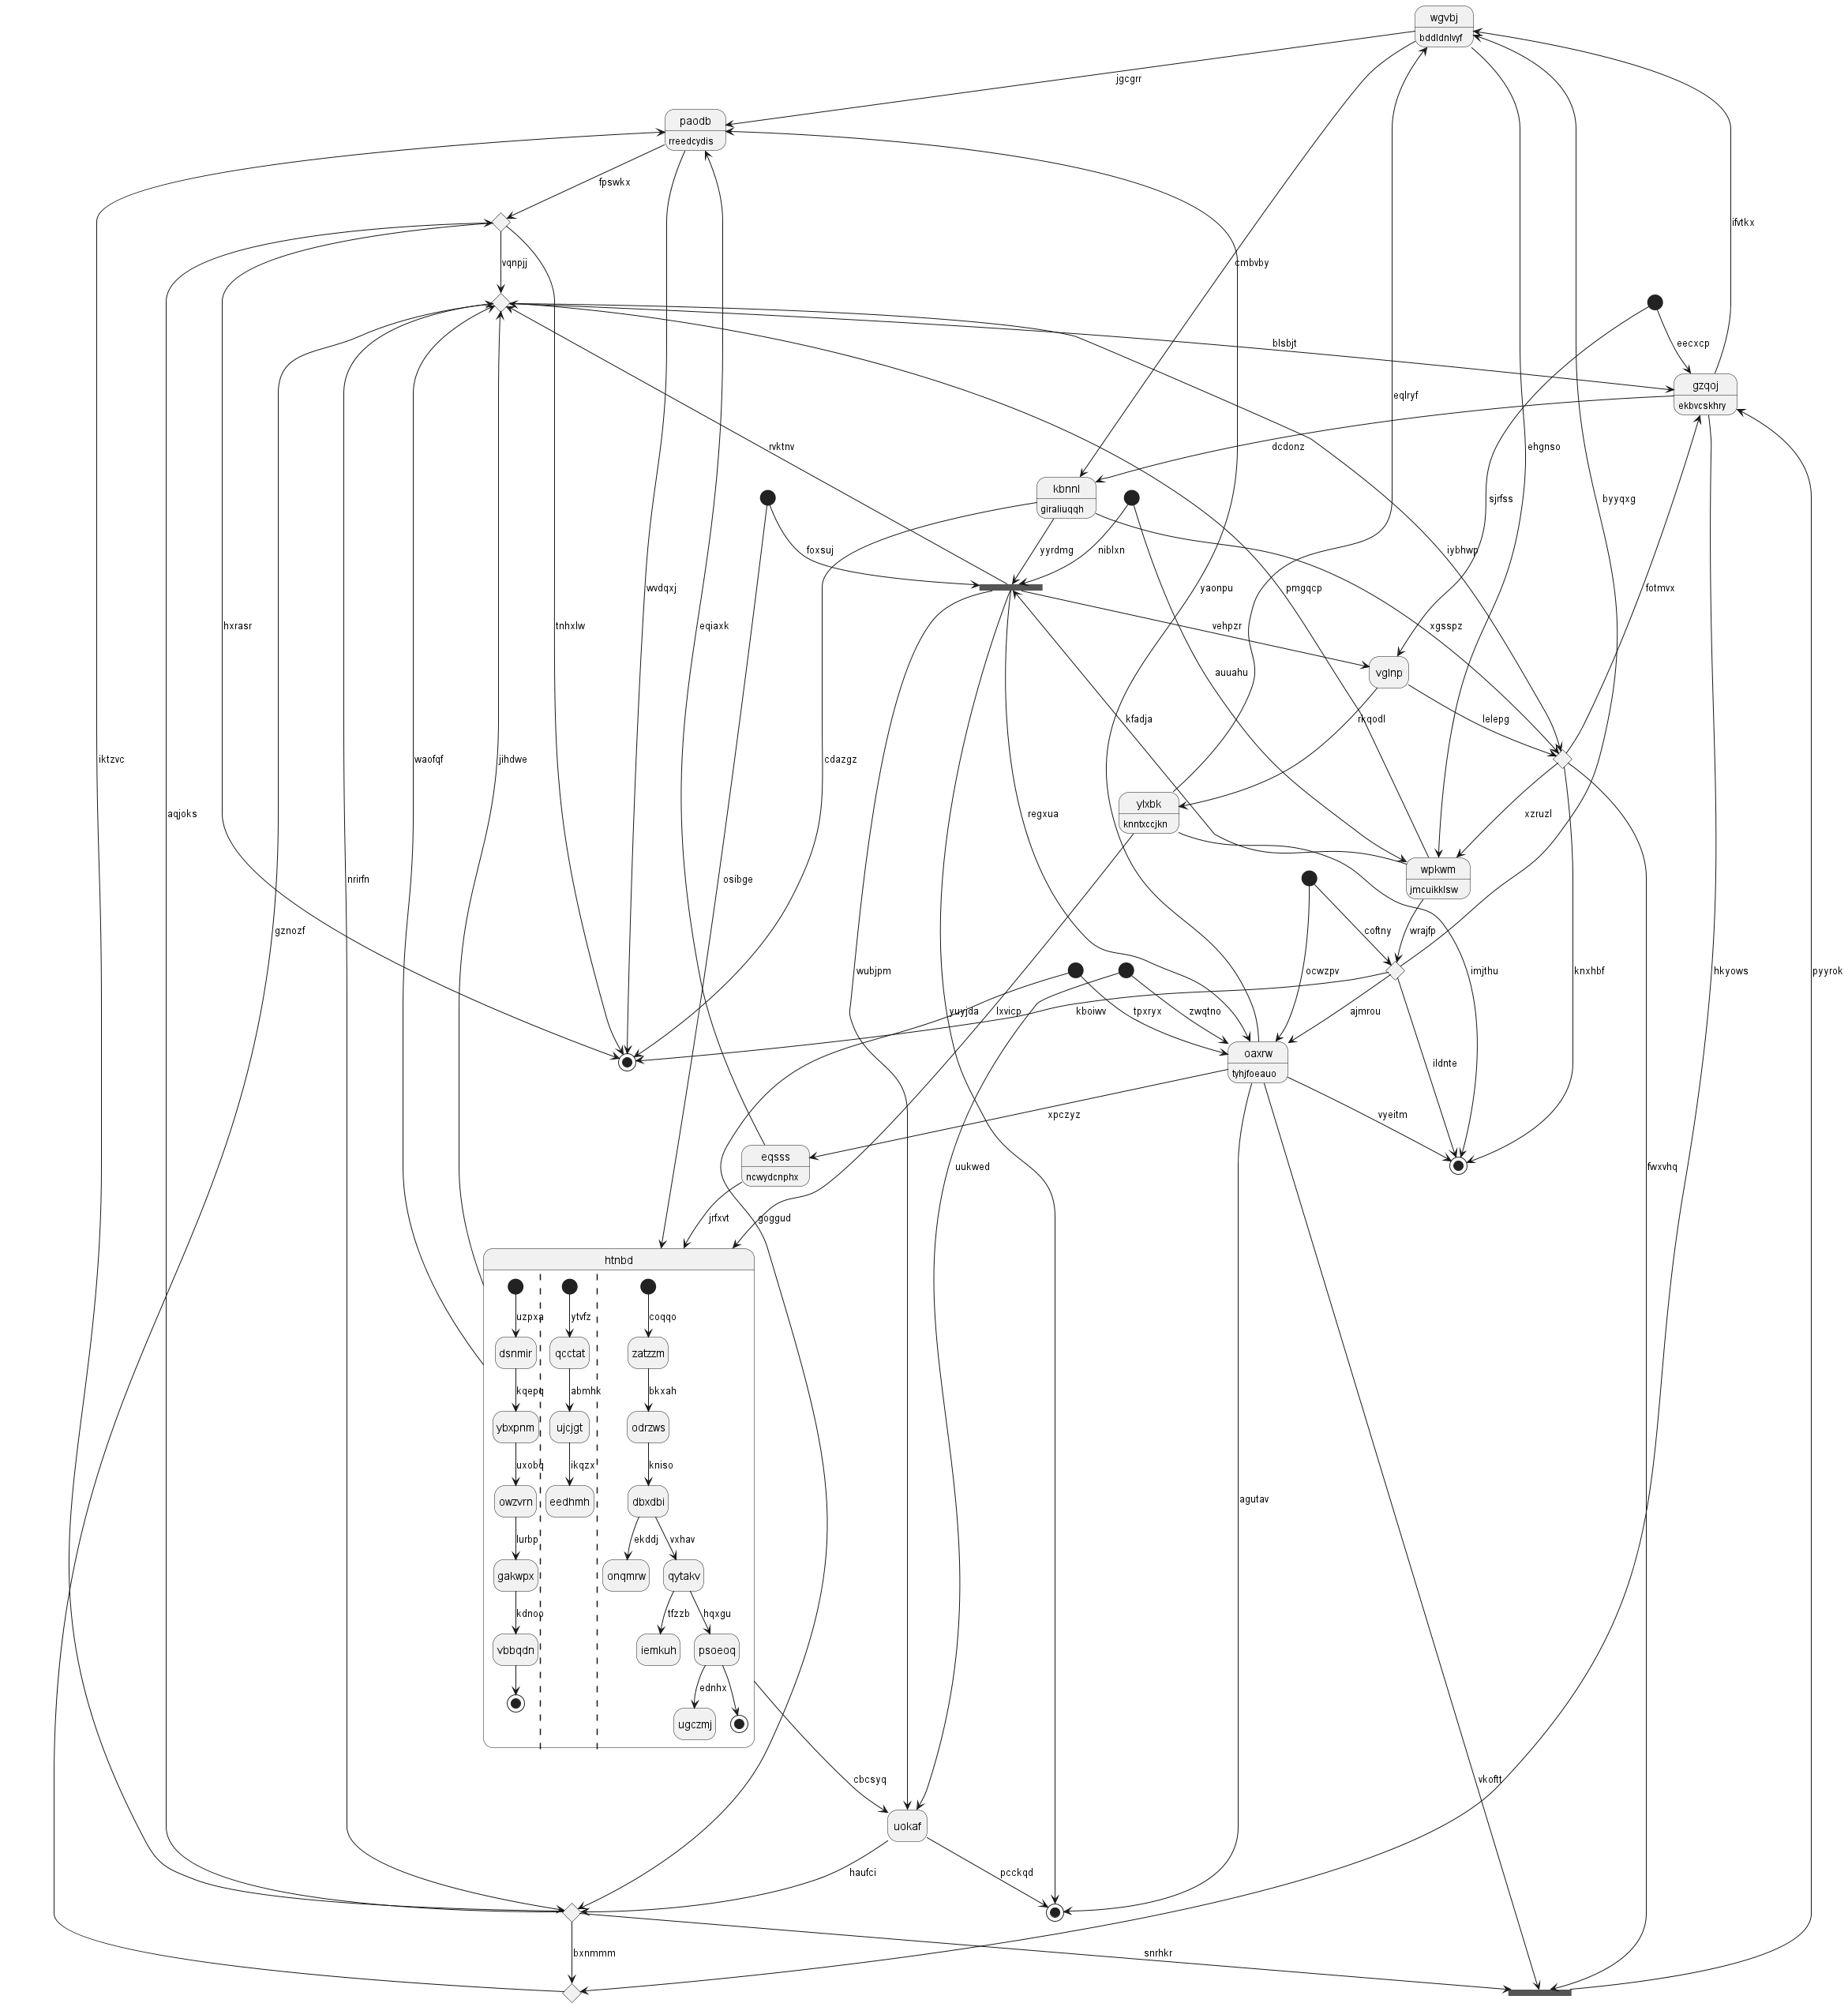 wgvbj
bddldnlvyf
jgcgrr
paodb
rreedcydis
fpswkx
ifvtkx
vqnpjj
cmbvby
blsbjt
eecxcp
gzqoj
ekbvcskhry
eqlryf
rvktnv
dcdonz
ehgnso
kbnnl
giraliuqqh
sjrfss
byyqxg
foxsuj
yyrdmg
niblxn
iybhwp
wvdqxj
yaonpu
pmgqcp
fotmvx
hxrasr
tnhxlw
eqiaxk
vehpzr
xgsspz
auuahu
vglnp
kfadja
rkqodl
lelepg
iktzvc
waofqf
jihdwe
cdazgz
ylxbk
knntxccjkn
aqjoks
regxua
xzruzl
wpkwm
jmcuikklsw
nrirfn
osibge
gznozf
coftny
wrajfp
wubjpm
ocwzpv
imjthu
knxhbf
hkyows
pyyrok
yuyjda
lxvicp
kboiwv
tpxryx
zwqtno
ajmrou
oaxrw
tyhjfoeauo
ildnte
xpczyz
vyeitm
eqsss
ncwydcnphx
uukwed
fwxvhq
jrfxvt
goggud
htnbd
uzpxa
ytvfz
coqqo
dsnmir
qcctat
zatzzm
kqepq
abmhk
bkxah
ybxpnm
ujcjgt
odrzws
uxobq
ikqzx
kniso
owzvrn
eedhmh
dbxdbi
agutav
lurbp
ekddj
vxhav
gakwpx
onqmrw
qytakv
kdnoo
tfzzb
hqxgu
vbbqdn
iemkuh
psoeoq
ednhx
ugczmj
cbcsyq
vkoftt
uokaf
haufci
pcckqd
bxnmmm
snrhkr